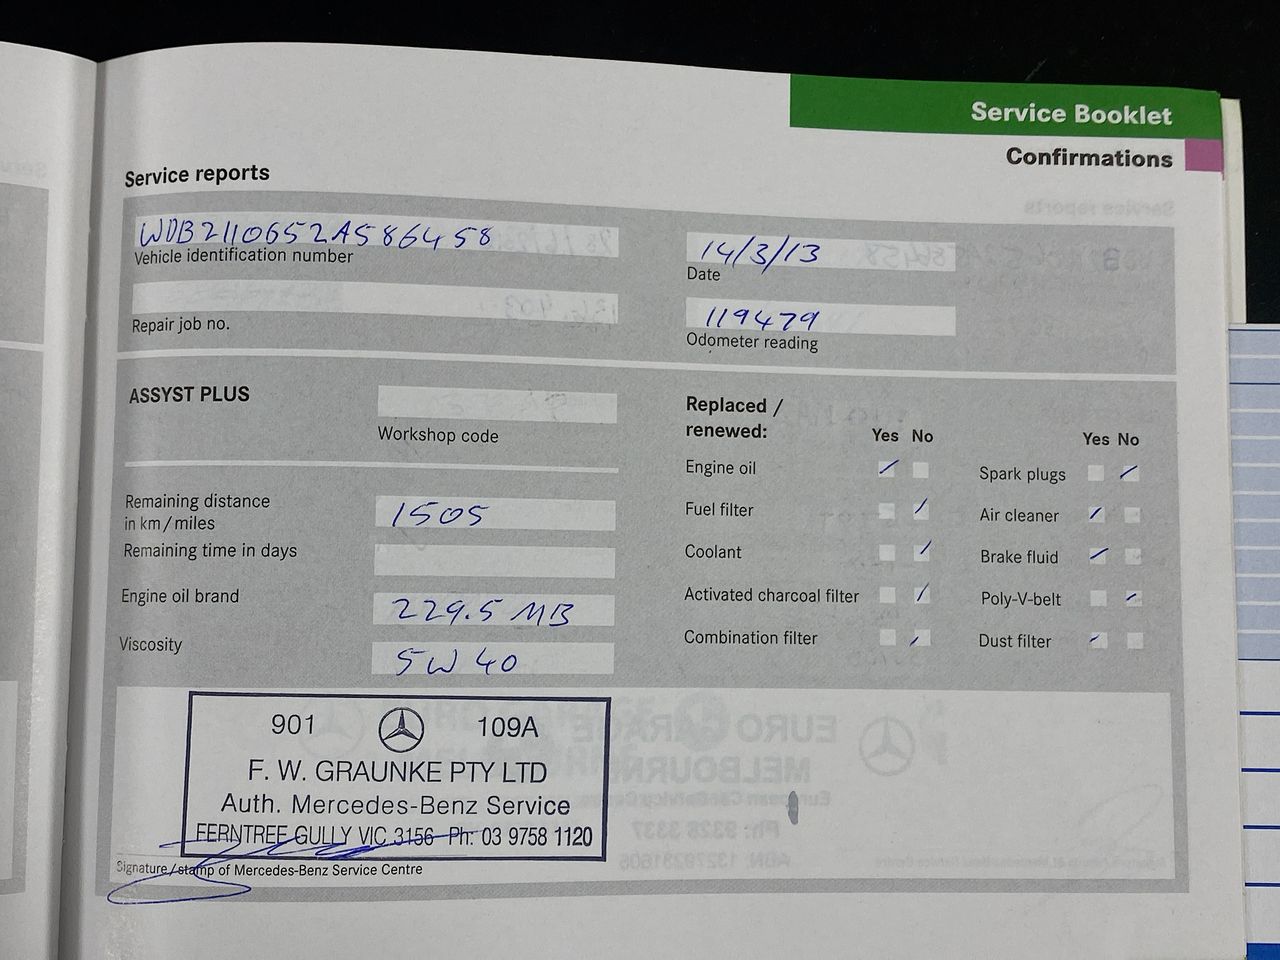 Service Booklet
Confirmations
Service reports
WDB2110652A586458
Vehicle identification number
14/3/13
Date
Repair job no.
119479
Odometer reading
ASSYST PLUS
Workshop code
Remaining distance
in km/miles
1505
Remaining time in days
Engine oil brand
229.5 MB
Viscosity
5W 40
Replaced /
renewed:
Yes No
Engine oil
Fuel filter
Coolant
Activated charcoal filter
Combination filter
Yes No
Spark plugs
Air cleaner
Brake fluid
Poly-V-belt
Dust filter
901 109A
F. W. GRAUNKE PTY LTD
Auth. Mercedes-Benz Service
FERNTREE GULLY VIC 3156 Ph: 03 9758 1120
Signature/stamp of Mercedes-Benz Service Centre